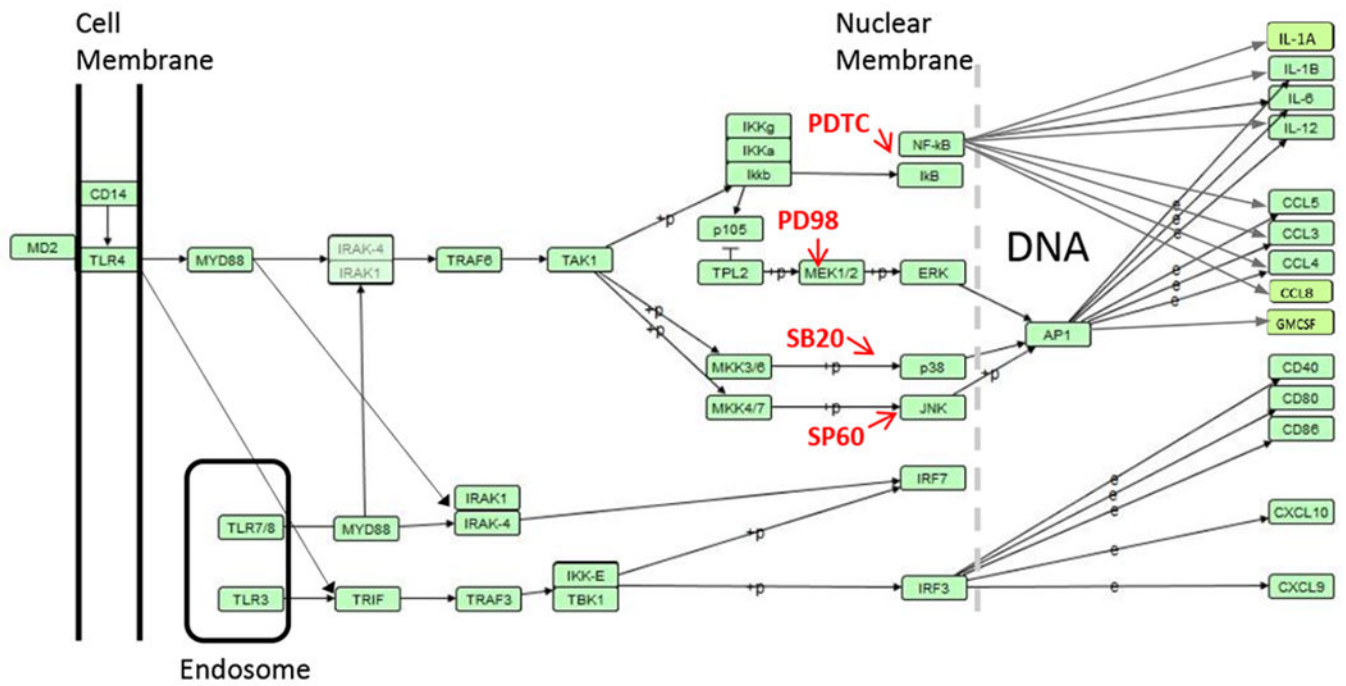 Cell
Membrane
Nuclear
Membrane
IL-1A
IL-1B
IL-6
IL-12
IKKg
IKKa
Ikkb
PDTC
NF-kB
IkB
CD14
MD2
TLR4
MYD88
IRAK-4
IRAK1
TRAF6
TAK1
+p
p105
PD98
TPL2
+p
MEK1/2
+p
ERK
DNA
e
e
e
e
e
e
CCL5
CCL3
CCL4
CCL8
GMCSF
AP1
+p
+p
SB20
MKK3/6
+p
p38
+p
MKK4/7
+p
JNK
SP60
CD40
CD80
CD86
IRF7
IRAK1
IRAK-4
TLR7/8
MYD88
+p
e
e
e
e
CXCL10
TLR3
TRIF
TRAF3
IKK-E
TBK1
+p
IRF3
e
CXCL9
Endosome